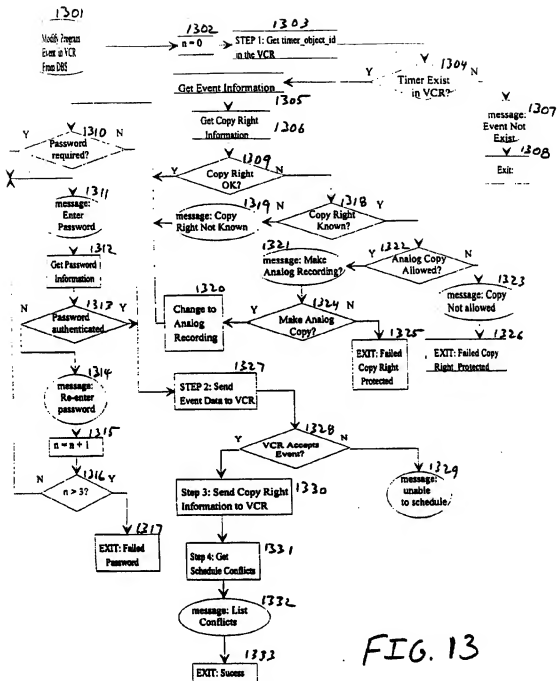 1301
Modify Program
Event in VCR
From DBS
1302
n = 0
1303
STEP 1: Get timer_object_id
in the VCR
1304
Y
Timer Exist
in VCR?
N
Get Event Information
1305
1307
message:
Event Not
Exist
1308
Exit:
Get Copy Right
Information
1306
1310
Y
Password
required?
N
1309
Y
Copy Right
OK?
N
1311
message:
Enter
Password
1319
message: Copy
Right Not Known
1318
N
Copy Right
Known?
Y
1312
Get Password
Information
1321
message: Make
Analog Recording?
1322
Y
Analog Copy
Allowed?
N
1323
message: Copy
Not allowed
1313
N
Password
authenticated
Y
1320
Change to
Analog
Recording
1324
Y
Make Analog
Copy?
N
1325
EXIT: Failed
Copy Right
Protected
1326
EXIT: Failed Copy
Right Protected
1314
message:
Re-enter
password
1327
STEP 2: Send
Event Data to VCR
1315
n = n + 1
1328
Y
VCR Accepts
Event?
N
1316
N
n > 3?
Y
1329
message:
unable
to schedule
Step 3: Send Copy Right
Information to VCR
1330
1317
EXIT: Failed
Password
1331
Step 4: Get
Schedule Conflicts
1332
message: List
Conflicts
1333
EXIT: Sucess
FIG. 13